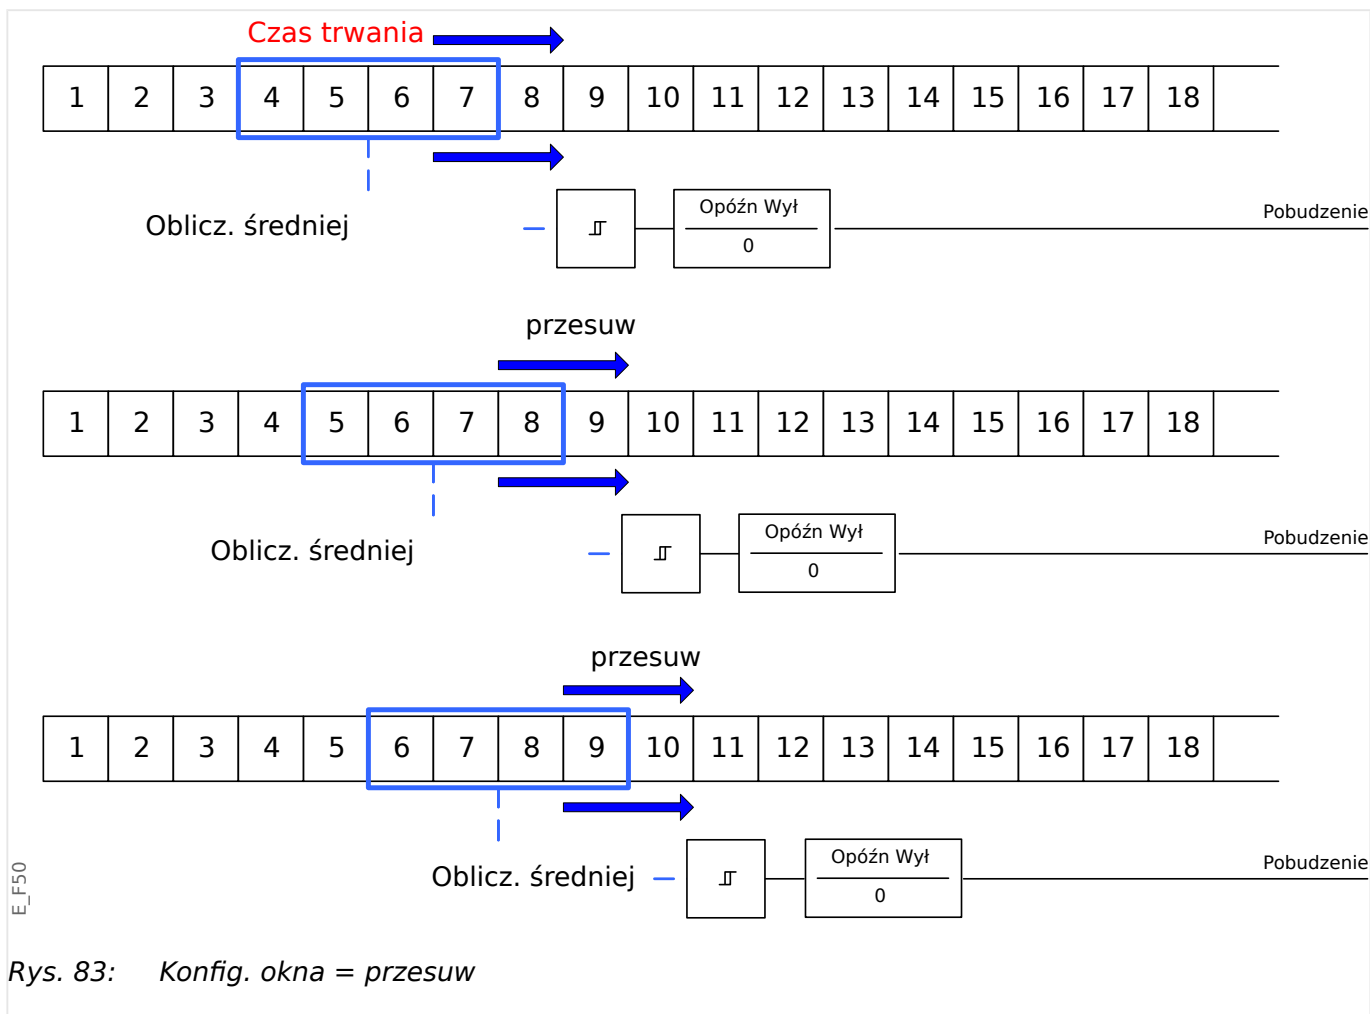 Czas trwania
1 2 3 4 5 6 7 8 9 10 11 12 13 14 15 16 17 18
Oblicz. średniej
Opóźn Wył
0
Pobudzenie
przesuw
1 2 3 4 5 6 7 8 9 10 11 12 13 14 15 16 17 18
Oblicz. średniej
Opóźn Wył
0
Pobudzenie
przesuw
1 2 3 4 5 6 7 8 9 10 11 12 13 14 15 16 17 18
Oblicz. średniej
Opóźn Wył
0
Pobudzenie
E_F50
Rys. 83: Konfig. okna = przesuw